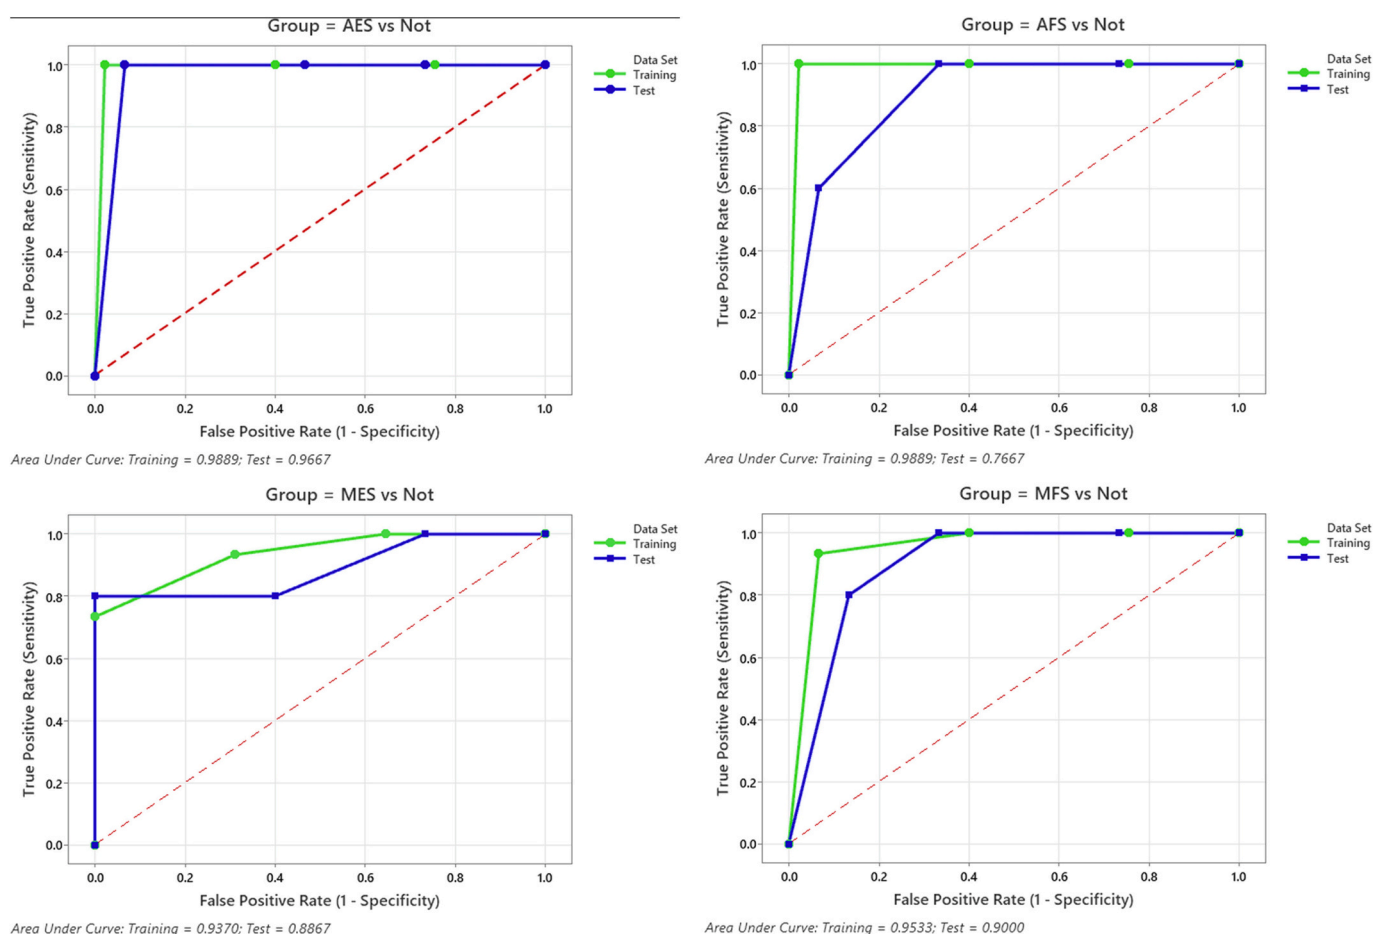 Group = AES vs Not
True Positive Rate (Sensitivity)
1.0
0.8
0.6
0.4
0.2
0.0
0.0 0.2 0.4 0.6 0.8 1.0
False Positive Rate (1 - Specificity)
Data Set
Training
Test
Area Under Curve: Training = 0.9889; Test = 0.9667
Group = AFS vs Not
True Positive Rate (Sensitivity)
1.0
0.8
0.6
0.4
0.2
0.0
0.0 0.2 0.4 0.6 0.8 1.0
False Positive Rate (1 - Specificity)
Data Set
Training
Test
Area Under Curve: Training = 0.9889; Test = 0.7667
Group = MES vs Not
True Positive Rate (Sensitivity)
1.0
0.8
0.6
0.4
0.2
0.0
0.0 0.2 0.4 0.6 0.8 1.0
False Positive Rate (1 - Specificity)
Data Set
Training
Test
Area Under Curve: Training = 0.9370; Test = 0.8867
Group = MFS vs Not
True Positive Rate (Sensitivity)
1.0
0.8
0.6
0.4
0.2
0.0
0.0 0.2 0.4 0.6 0.8 1.0
False Positive Rate (1 - Specificity)
Data Set
Training
Test
Area Under Curve: Training = 0.9533; Test = 0.9000